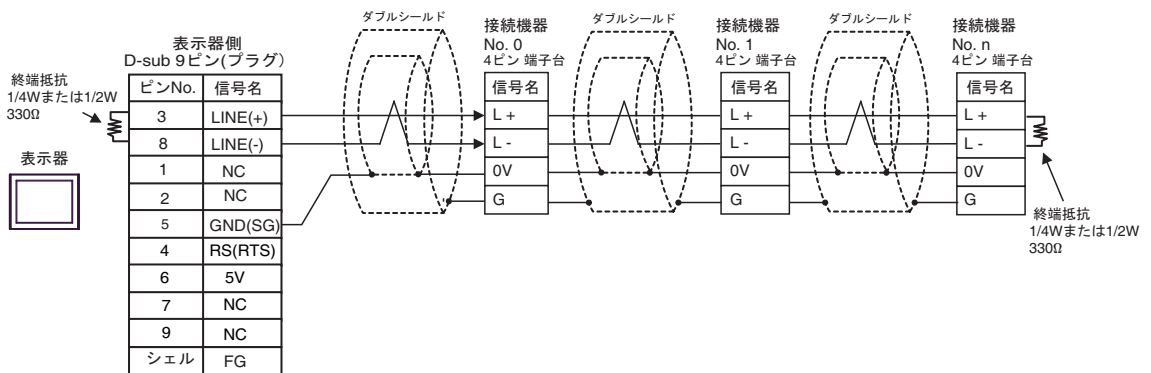 ダブルシールド
ダブルシールド
ダブルシールド
表示器側
D-sub 9ピン(プラグ)
接続機器
No. 0
4ピン 端子台
接続機器
No. 1
4ピン 端子台
接続機器
No. n
4ピン 端子台
終端抵抗
1/4Wまたは1/2W
330Ω
表示器
ピンNo. 信号名
3 LINE(+)
8 LINE(-)
1 NC
2 NC
5 GND(SG)
4 RS(RTS)
6 5V
7 NC
9 NC
シェル FG
信号名
L +
L -
0V
G
信号名
L +
L -
0V
G
信号名
L +
L -
0V
G
終端抵抗
1/4Wまたは1/2W
330Ω